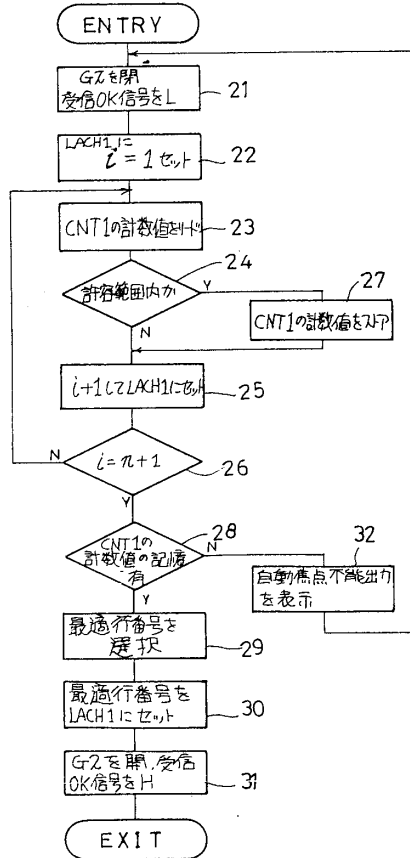 ENTRY
G2を閉
受信OK信号をL
21
LACH1に
i=1セット
22
CNT1の計数値をリード
23
24
許容範囲内か
Y
N
27
CNT1の計数値をストア
i+1してLACH1にセット
25
N
i=n+1
26
Y
CNT1の
計数値の記憶
有
28
N
Y
32
自動焦点不能出力
を表示
最適行番号を
選択
29
最適行番号を
LACH1にセット
30
G2を開,受信
OK信号をH
31
EXIT